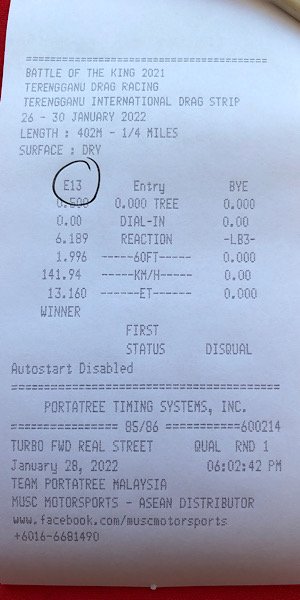 ========================================
BATTLE OF THE KING 2021
TERENGGANU DRAG RACING
TERENGGANU INTERNATIONAL DRAG STRIP
26 - 30 JANUARY 2022
LENGTH : 402M - 1/4 MILES
SURFACE : DRY
E13 Entry BYE
0.500 0.000 TREE 0.000
0.00 DIAL-IN 0.00
6.189 REACTION -LB3-
1.996 -----60FT----- 0.000
141.94 -----KM/H----- 0.00
13.160 ------ET------ 0.000
WINNER
FIRST
STATUS DISQUAL
Autostart Disabled
========================================
PORTATREE TIMING SYSTEMS, INC.
================ 85/86 ===========600214
TURBO FWD REAL STREET QUAL RND 1
January 28, 2022 06:02:42 PM
TEAM PORTATREE MALAYSIA
MUSC MOTORSPORTS - ASEAN DISTRIBUTOR
www.facebook.com/muscmotorsports
+6016-6681490